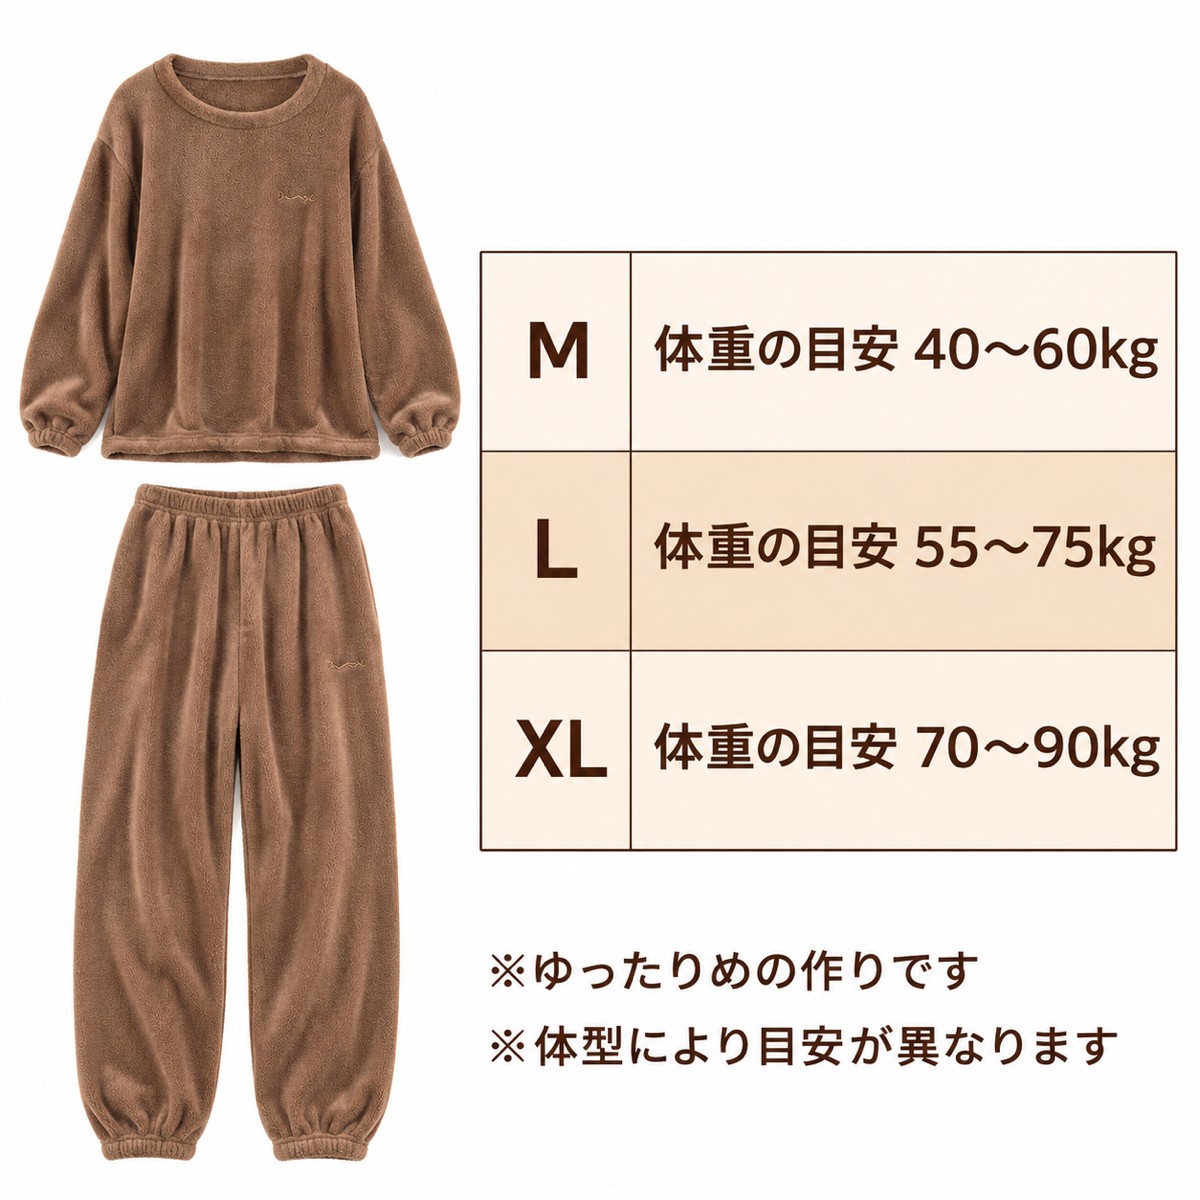 M 体重の目安 40～60kg
L 体重の目安 55～75kg
XL 体重の目安 70～90kg
※ゆったりめの作りです
※体型により目安が異なります